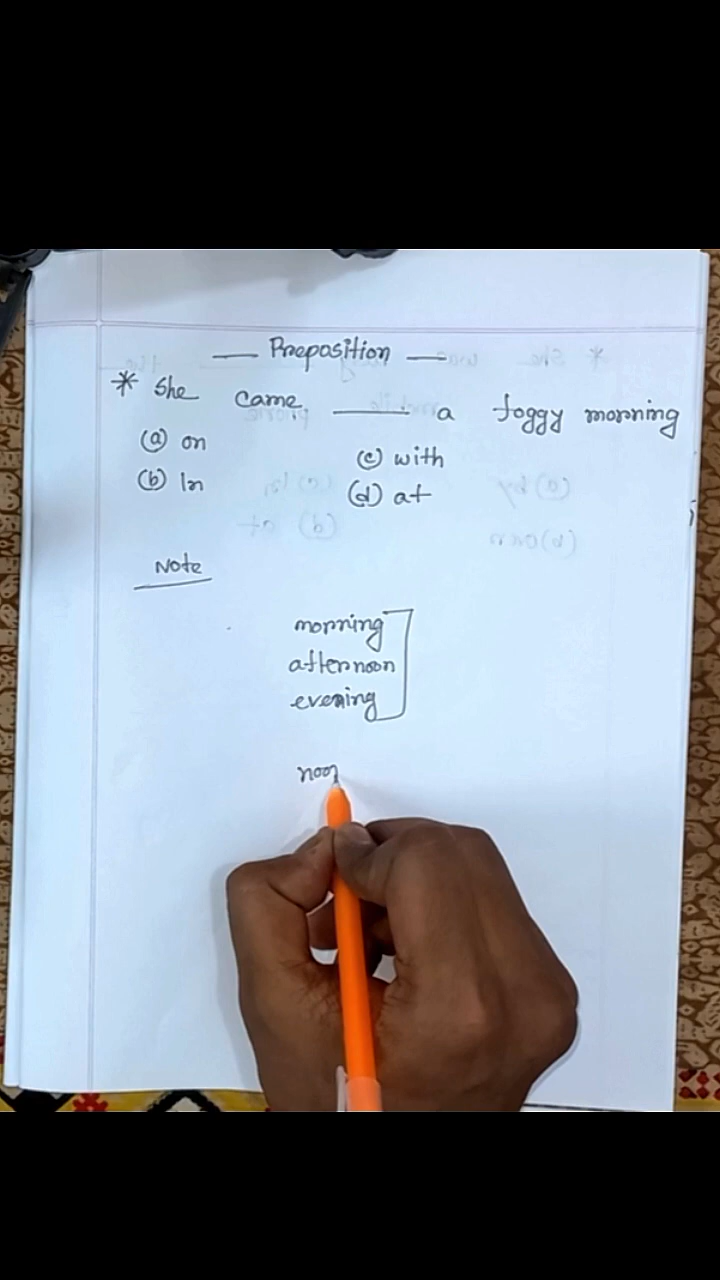 — Preposition —
* She came ____ a foggy morning
(a) on (c) with
(b) In (d) at
Note
morning
afternoon
evening
noon